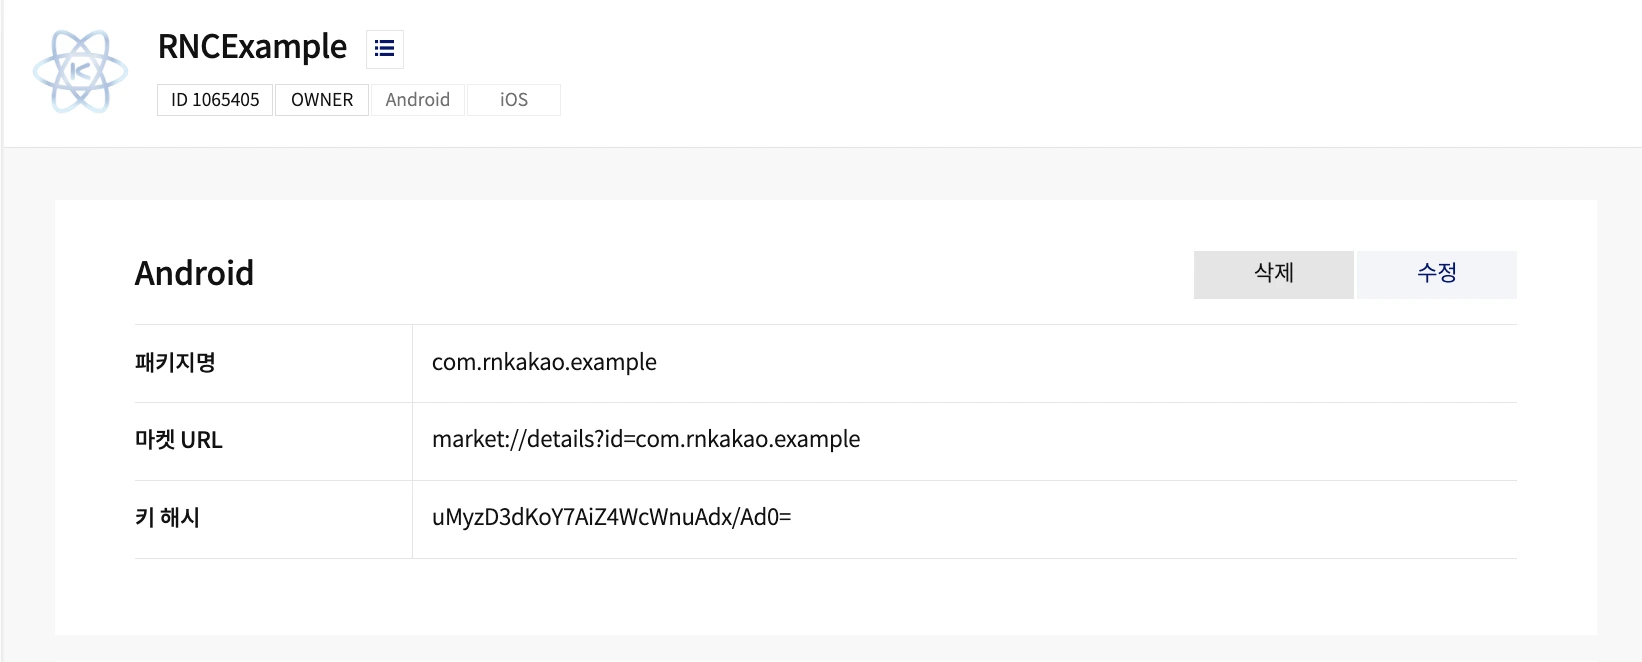 RNCExample
ID 1065405 OWNER Android iOS
Android
삭제 수정
패키지명 com.rnkakao.example
마켓 URL market://details?id=com.rnkakao.example
키 해시 uMyzD3dKoY7AiZ4WcWnuAdx/Ad0=